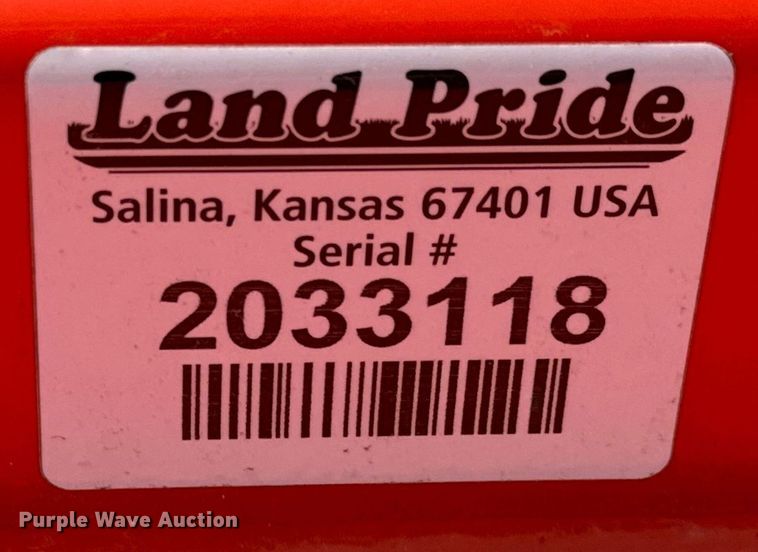 Land Pride
Salina, Kansas 67401 USA
Serial #
2033118
Purple Wave Auction